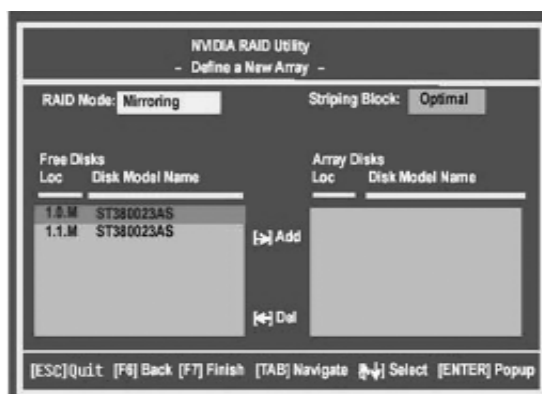 NVIDIA RAID Utility
- Define a New Array -
RAID Mode: Mirroring
Striping Block: Optimal
Free Disks
Loc Disk Model Name
1.0.M ST380023AS
1.1.M ST380023AS
Array Disks
Loc Disk Model Name
[→] Add
[←] Del
[ESC]Quit [F6] Back [F7] Finish [TAB] Navigate [↑↓] Select [ENTER] Popup